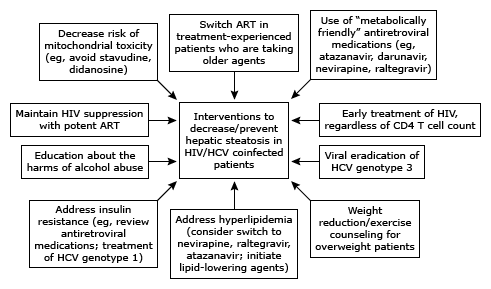 Decrease risk of
mitochondrial toxicity
(eg, avoid stavudine,
didanosine)
Switch ART in
treatment-experienced
patients who are taking
older agents
Use of “metabolically
friendly” antiretroviral
medications (eg,
atazanavir, darunavir,
nevirapine, raltegravir)
Maintain HIV suppression
with potent ART
Interventions to
decrease/prevent
hepatic steatosis in
HIV/HCV coinfected
patients
Early treatment of HIV,
regardless of CD4 T cell count
Education about the
harms of alcohol abuse
Viral eradication of
HCV genotype 3
Address insulin
resistance (eg, review
antiretroviral
medications; treatment
of HCV genotype 1)
Address hyperlipidemia
(consider switch to
nevirapine, raltegravir,
atazanavir; initiate
lipid-lowering agents)
Weight
reduction/exercise
counseling for
overweight patients